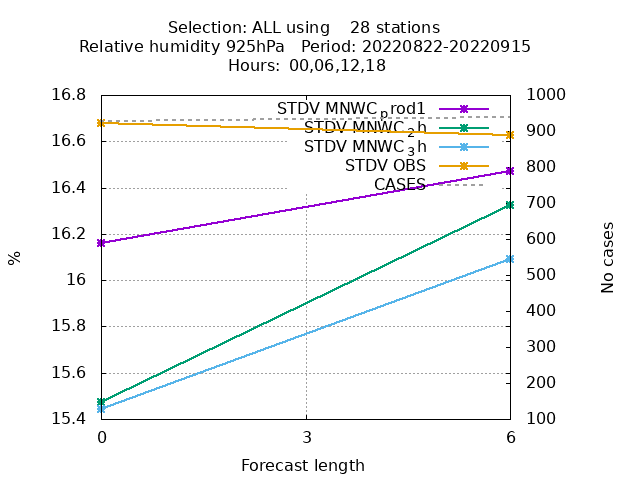 Selection: ALL using    28 stations
Relative humidity 925hPa   Period: 20220822-20220915
Hours:  00,06,12,18
STDV MNWC_prod1
STDV MNWC_2h
STDV MNWC_3h
STDV OBS
CASES
16.8
16.6
16.4
16.2
16
15.8
15.6
15.4
1000
900
800
700
600
500
400
300
200
100
%
No cases
0 3 6
Forecast length